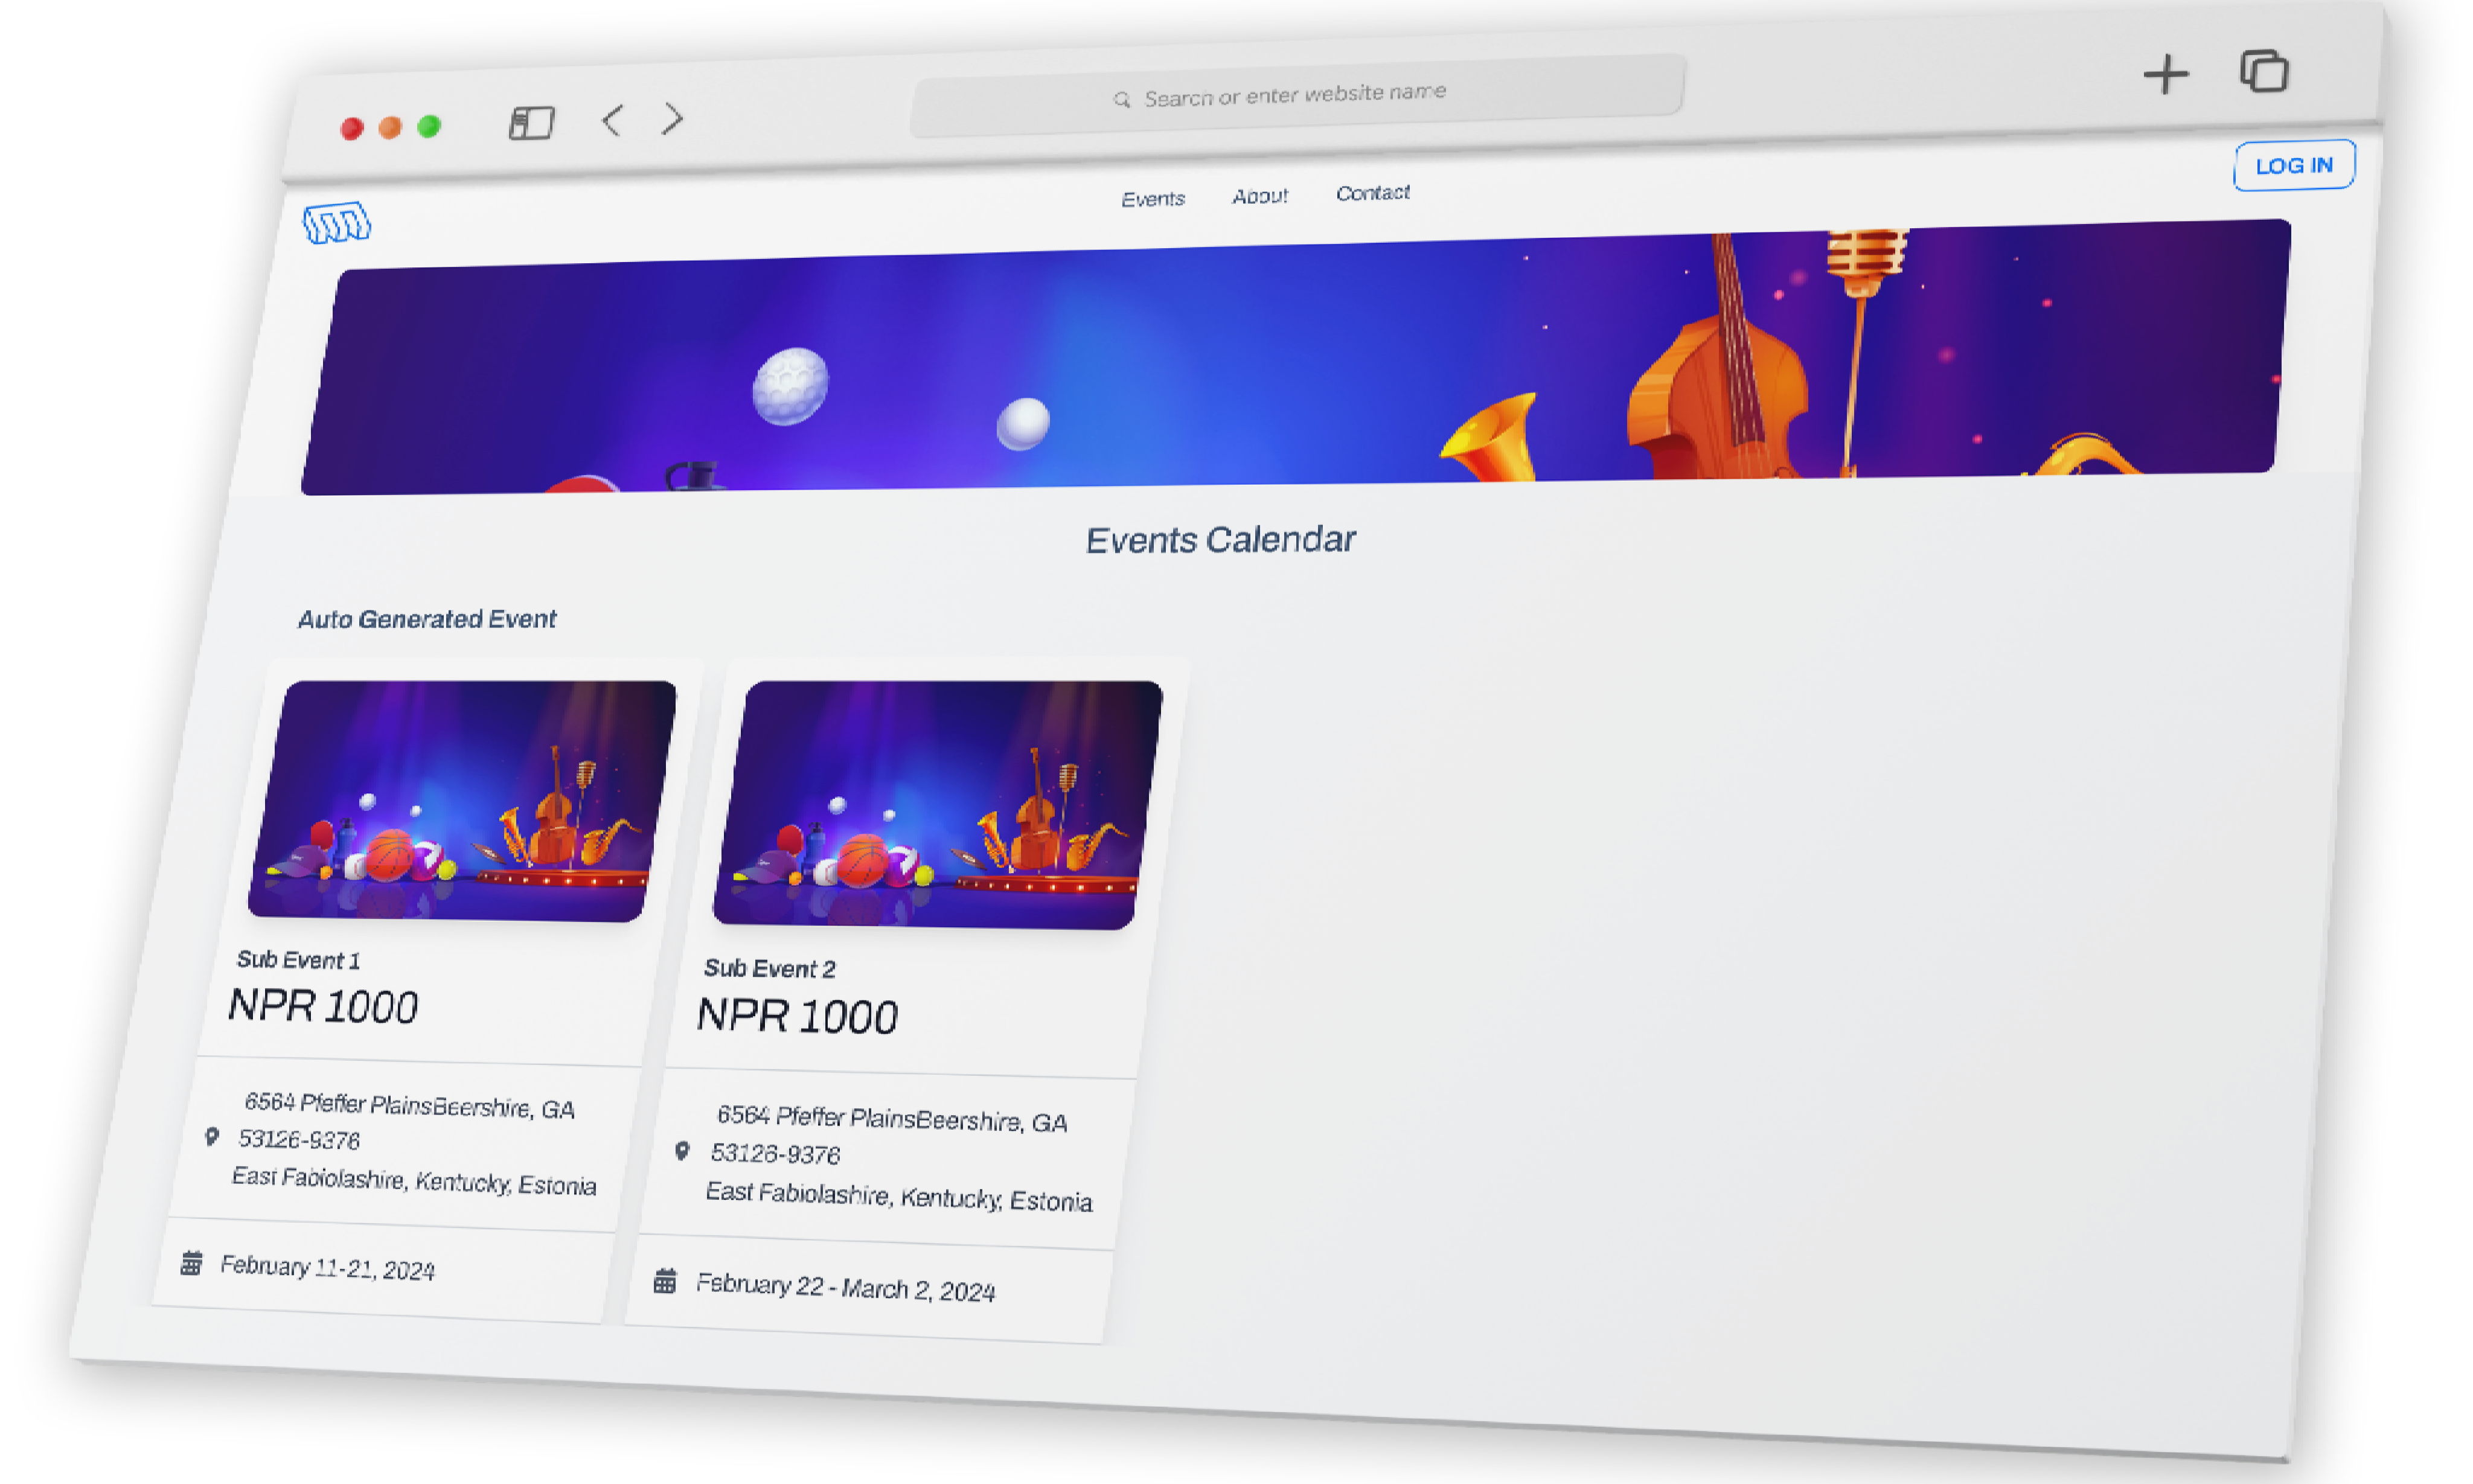 Search or enter website name
LOG IN
Events About Contact
Events Calendar
Auto Generated Event
Sub Event 1
NPR 1000
6564 Pfeffer PlainsBeershire, GA
53126-9376
East Fabiolashire, Kentucky, Estonia
February 11-21, 2024
Sub Event 2
NPR 1000
6564 Pfeffer PlainsBeershire, GA
53126-9376
East Fabiolashire, Kentucky, Estonia
February 22 - March 2, 2024